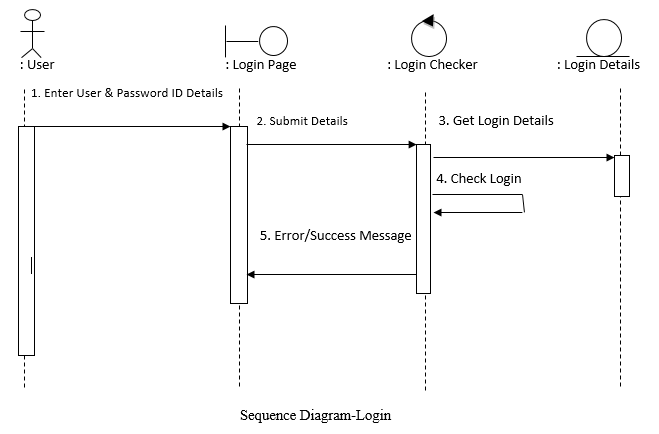 : User
: Login Page
: Login Checker
: Login Details
1. Enter User & Password ID Details
2. Submit Details
3. Get Login Details
4. Check Login
5. Error/Success Message
Sequence Diagram-Login